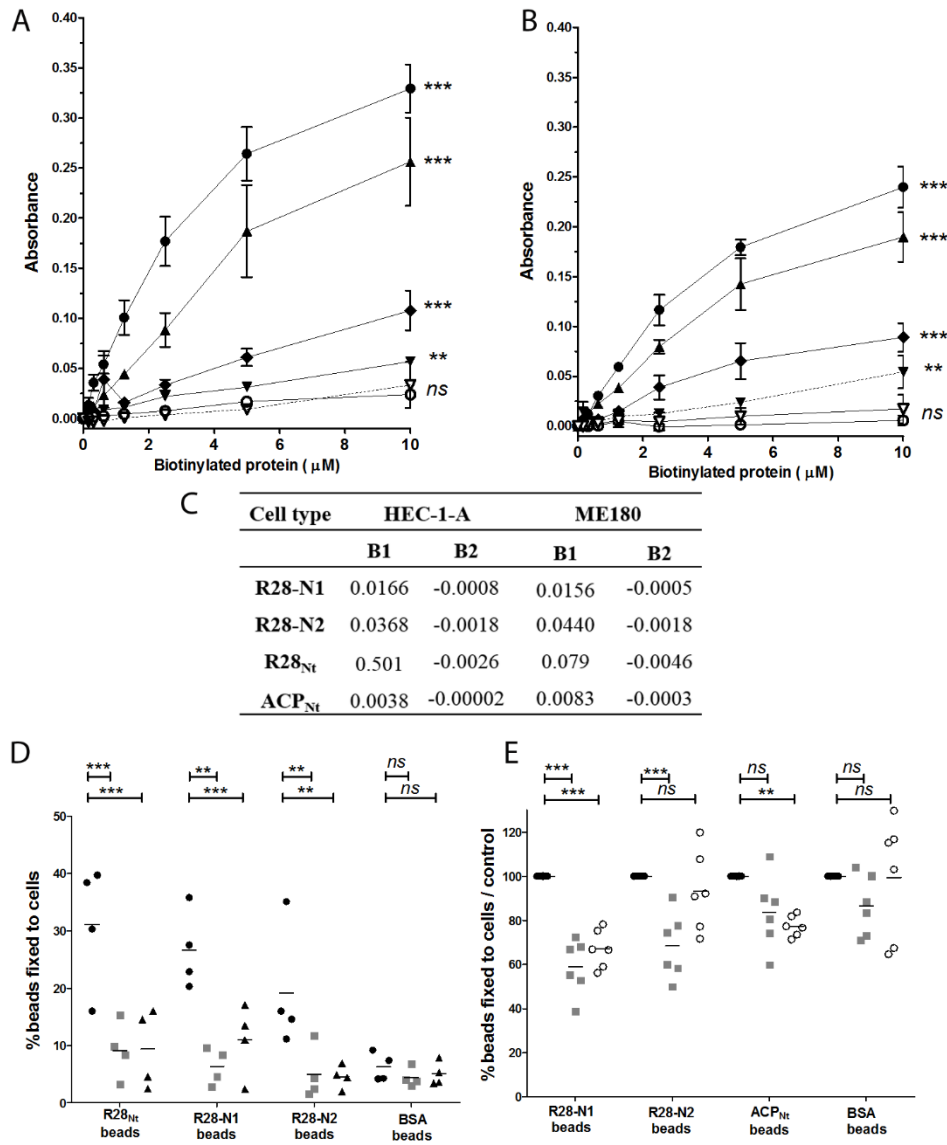 A
0.40
0.35
0.30
0.25
0.20
0.15
0.10
0.05
0.00
Absorbance
***
***
***
**
ns
0 2 4 6 8 10
Biotinylated protein ( μM)
B
0.40
0.35
0.30
0.25
0.20
0.15
0.10
0.05
0.00
Absorbance
***
***
***
**
ns
0 2 4 6 8 10
Biotinylated protein ( μM)
C
Cell type HEC-1-A ME180
B1 B2 B1 B2
R28-N1 0.0166 -0.0008 0.0156 -0.0005
R28-N2 0.0368 -0.0018 0.0440 -0.0018
R28Nt 0.501 -0.0026 0.079 -0.0046
ACPNt 0.0038 -0.00002 0.0083 -0.0003
D
*** ** ** ns
*** *** ** ns
50
40
30
20
10
0
%beads fixed to cells
R28Nt R28-N1 R28-N2 BSA
beads beads beads beads
E
*** *** ns ns
*** ns ** ns
120
100
80
60
40
20
0
%beads fixed to cells / control
R28-N1 R28-N2 ACPNt BSA
beads beads beads beads